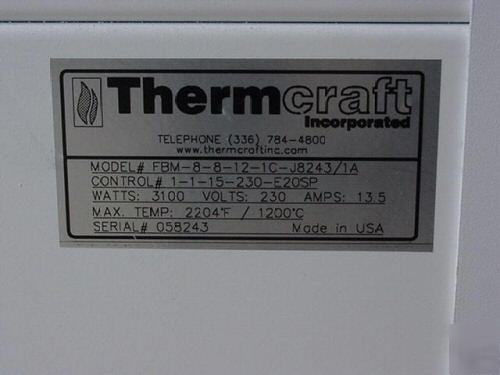 Thermcraft
Incorporated
TELEPHONE (336) 784-4800
www.thermcraftinc.com
MODEL# FBM-8-8-12-1C-J8243/1A
CONTROL# 1-1-15-230-E20SP
WATTS: 3100 VOLTS: 230 AMPS: 13.5
MAX. TEMP: 2204°F / 1200°C
SERIAL# 058243 Made in USA